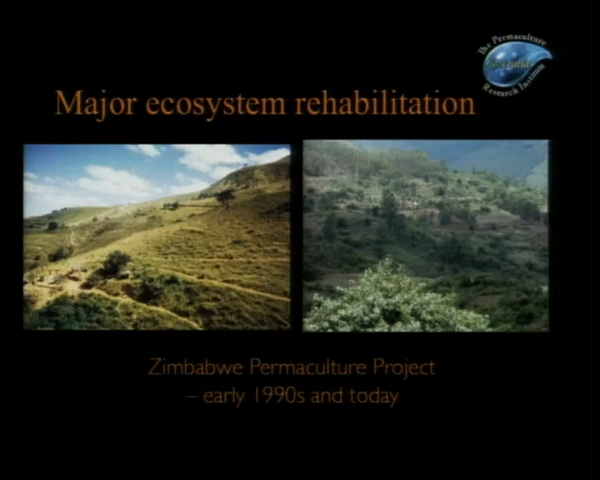 The Permaculture
Research Institute
Major ecosystem rehabilitation
Zimbabwe Permaculture Project
– early 1990s and today